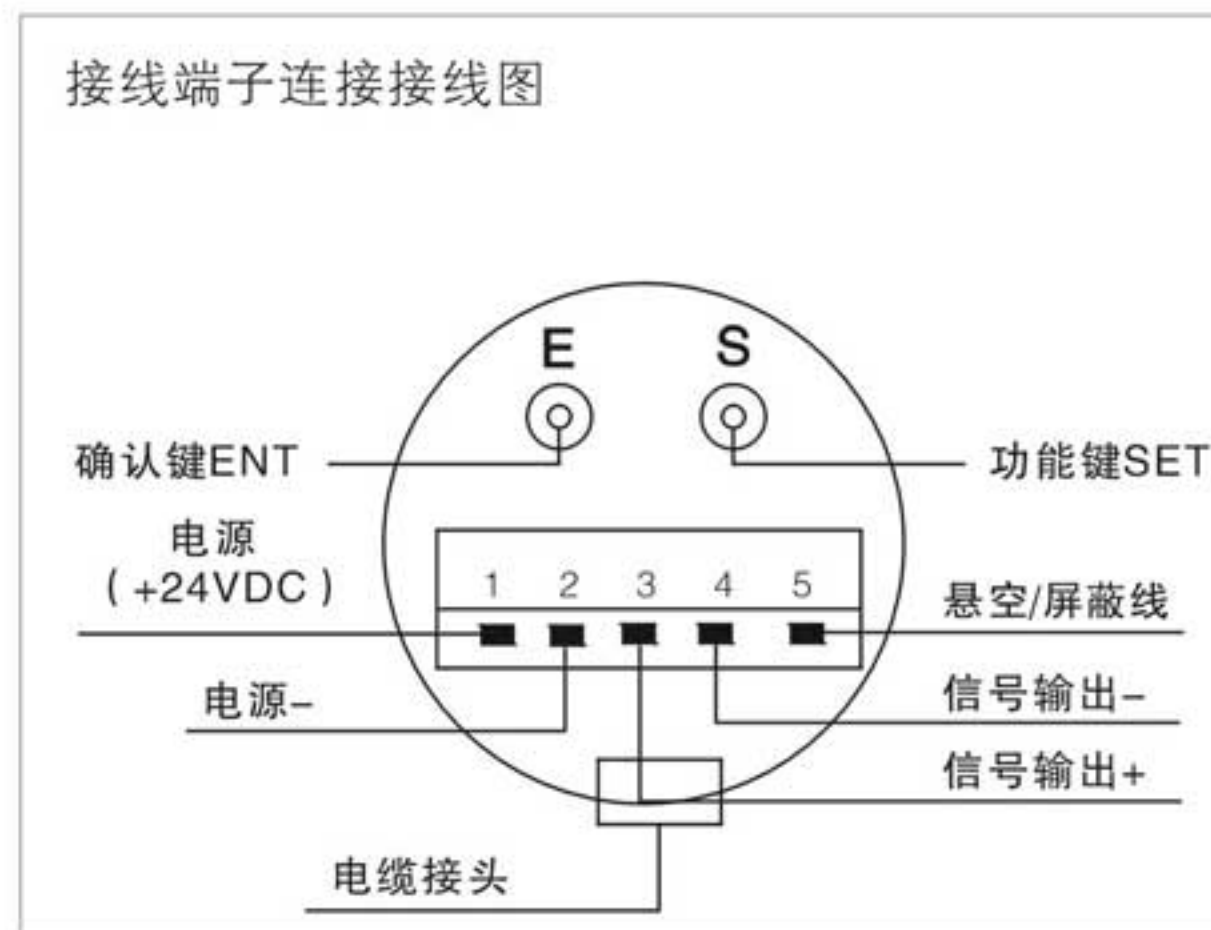 接线端子连接接线图
E S
确认键ENT
功能键SET
电源
(+24VDC)
1 2 3 4 5
悬空/屏蔽线
电源–
信号输出–
信号输出+
电缆接头